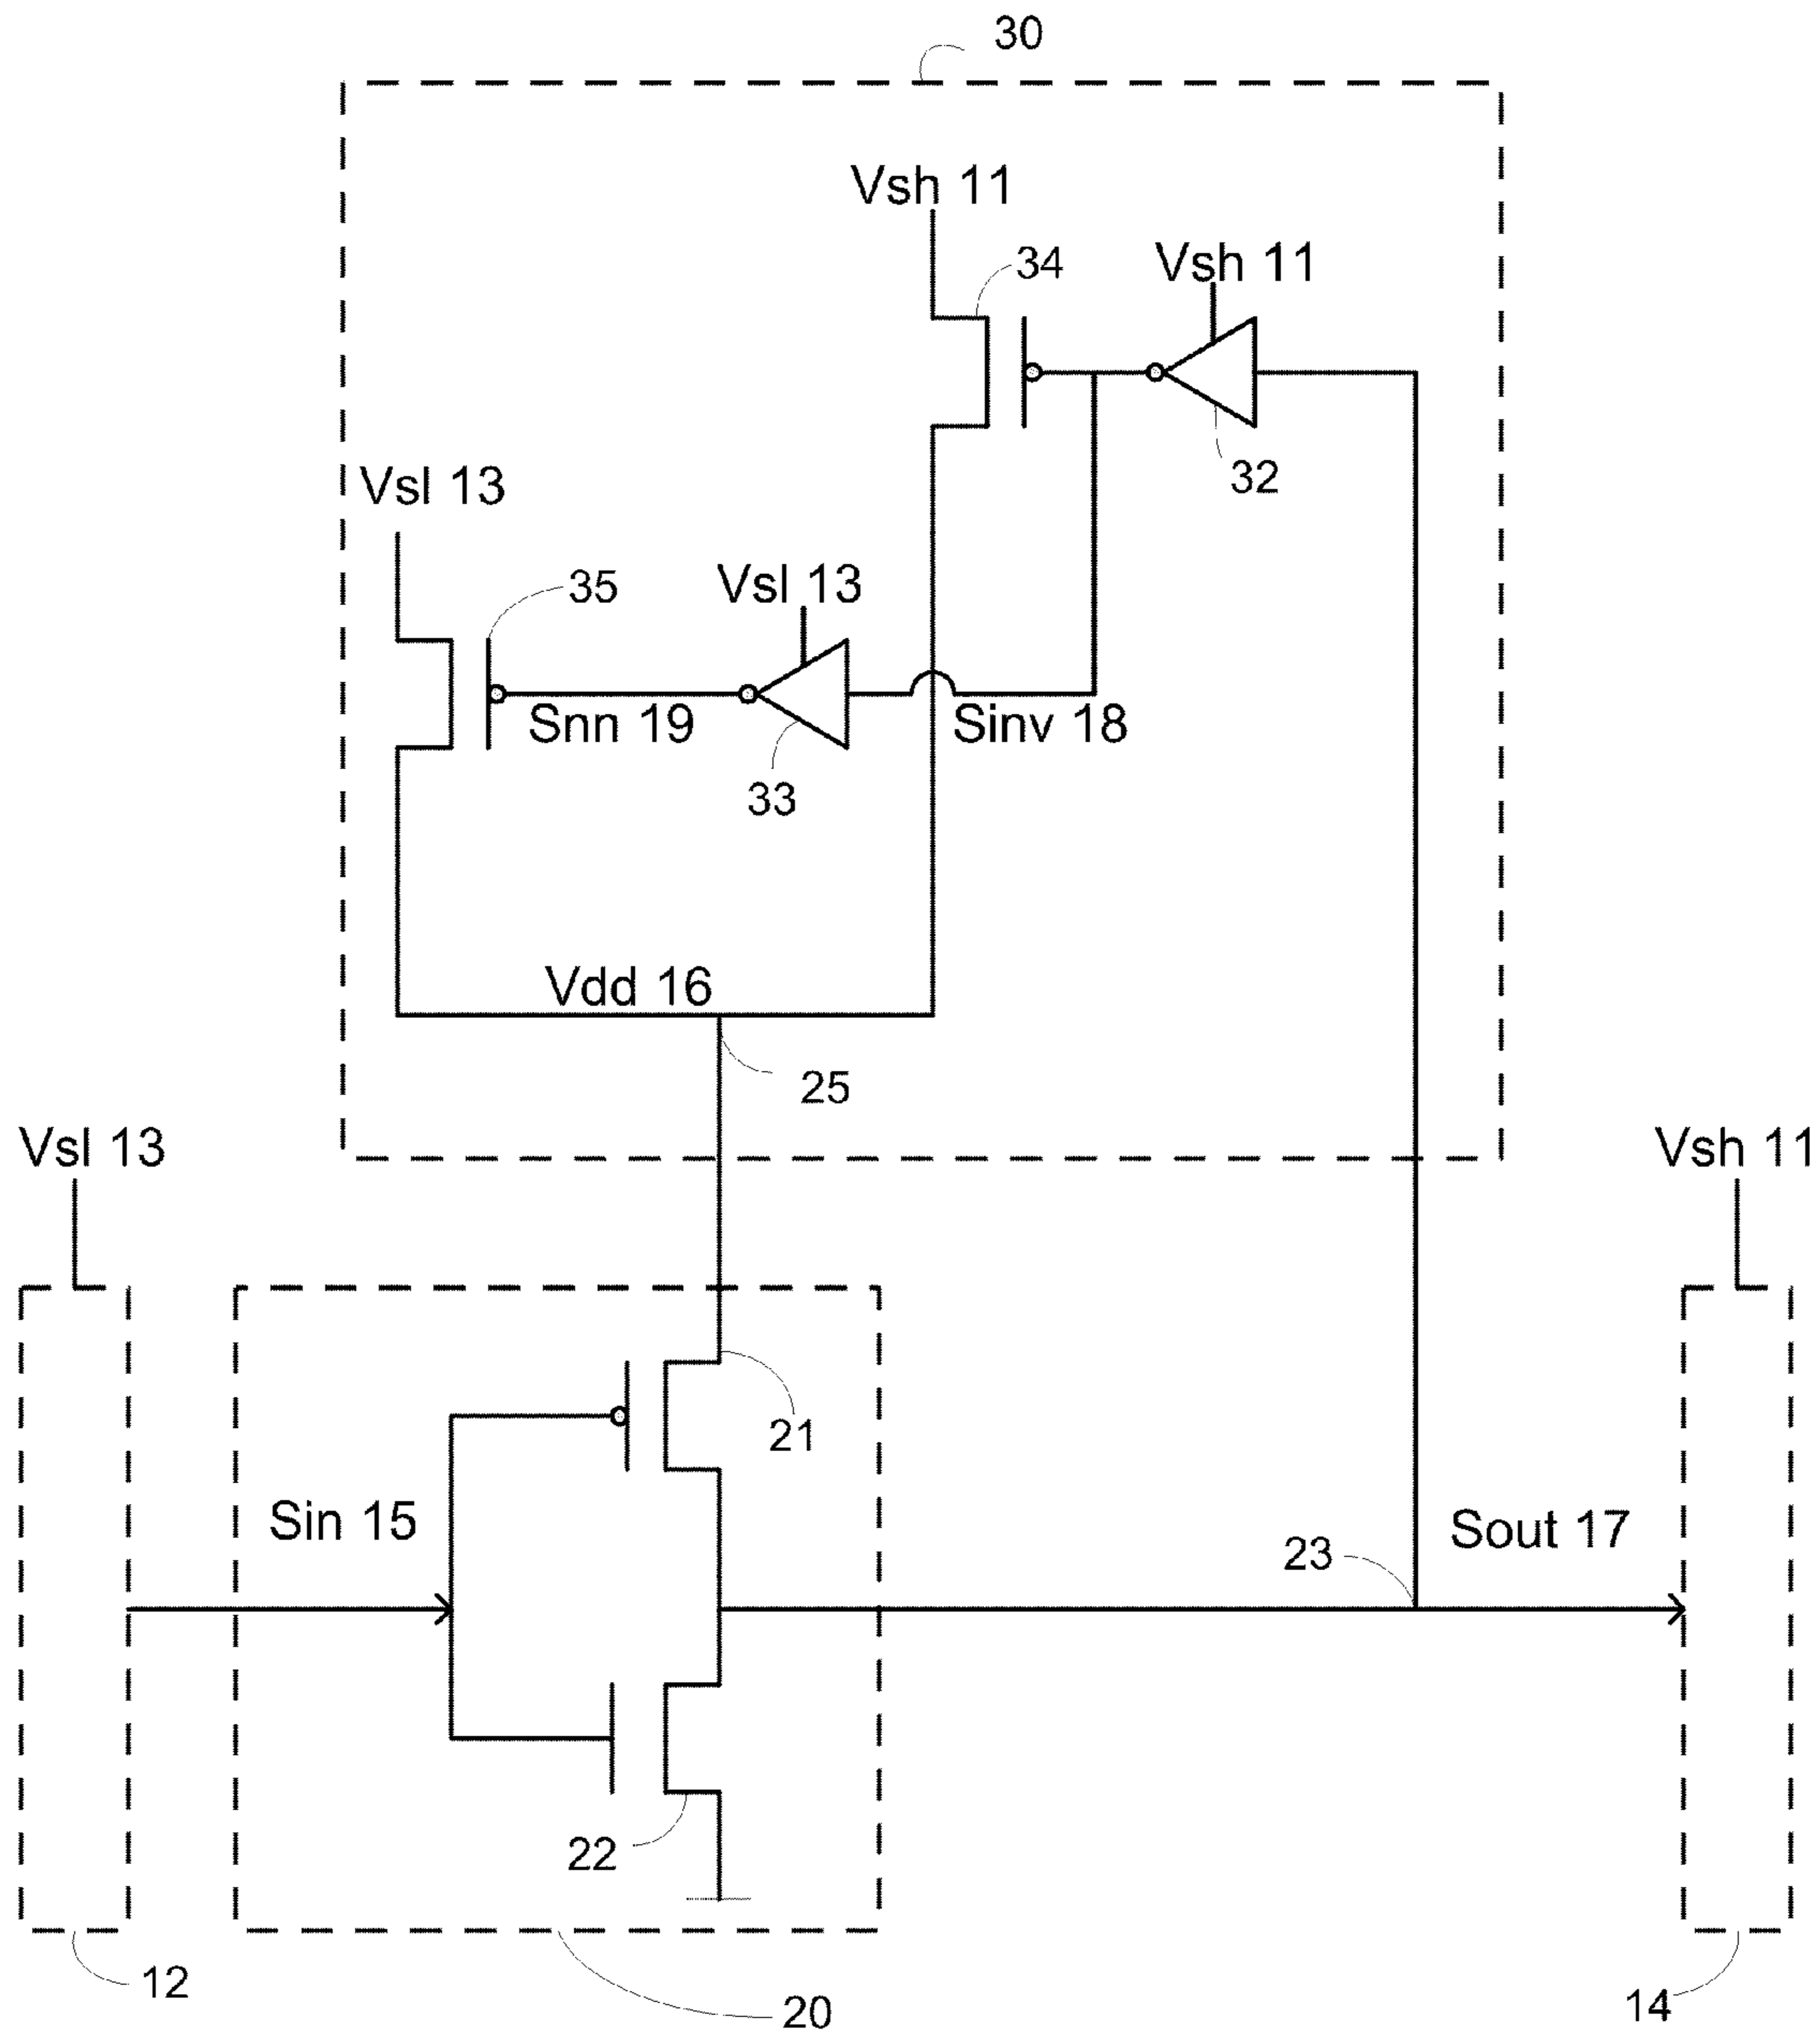 30
Vsh 11
34
Vsh 11
32
Vsl 13
35
Vsl 13
Snn 19
Sinv 18
33
Vdd 16
25
Vsl 13
Vsh 11
21
Sin 15
Sout 17
23
22
12
20
14